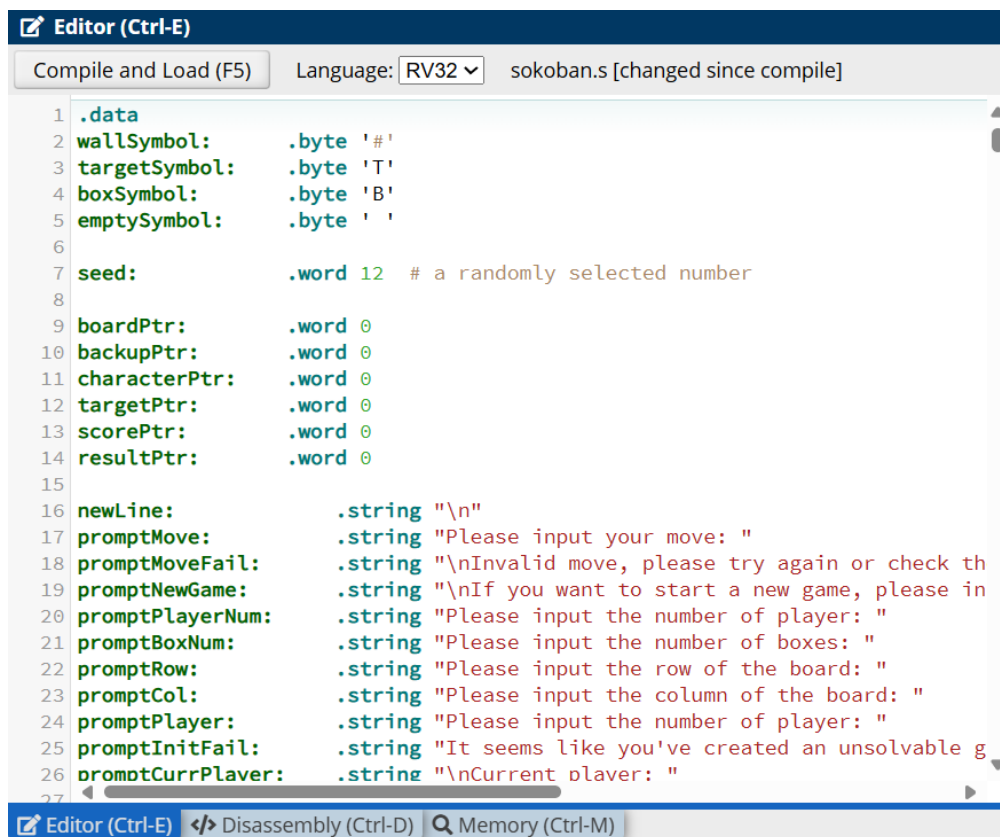 Editor (Ctrl-E)
Compile and Load (F5) Language: RV32 sokoban.s [changed since compile]
1 .data
2 wallSymbol: .byte '#'
3 targetSymbol: .byte 'T'
4 boxSymbol: .byte 'B'
5 emptySymbol: .byte ' '
6
7 seed: .word 12 # a randomly selected number
8
9 boardPtr: .word 0
10 backupPtr: .word 0
11 characterPtr: .word 0
12 targetPtr: .word 0
13 scorePtr: .word 0
14 resultPtr: .word 0
15
16 newLine: .string "\n"
17 promptMove: .string "Please input your move: "
18 promptMoveFail: .string "\nInvalid move, please try again or check th
19 promptNewGame: .string "\nIf you want to start a new game, please in
20 promptPlayerNum: .string "Please input the number of player: "
21 promptBoxNum: .string "Please input the number of boxes: "
22 promptRow: .string "Please input the row of the board: "
23 promptCol: .string "Please input the column of the board: "
24 promptPlayer: .string "Please input the number of player: "
25 promptInitFail: .string "It seems like you've created an unsolvable g
26 promptCurrPlayer: .string "\nCurrent player: "
27
Editor (Ctrl-E) </> Disassembly (Ctrl-D) Memory (Ctrl-M)